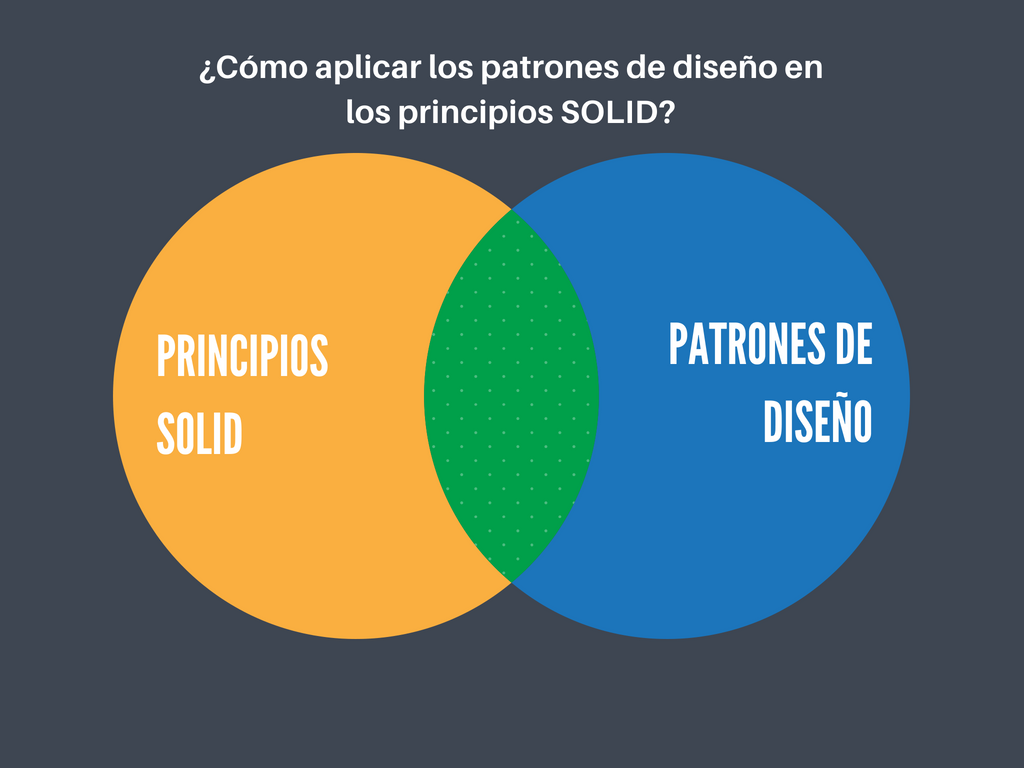 ¿Cómo aplicar los patrones de diseño en
los principios SOLID?
PRINCIPIOS
SOLID
PATRONES DE
DISEÑO